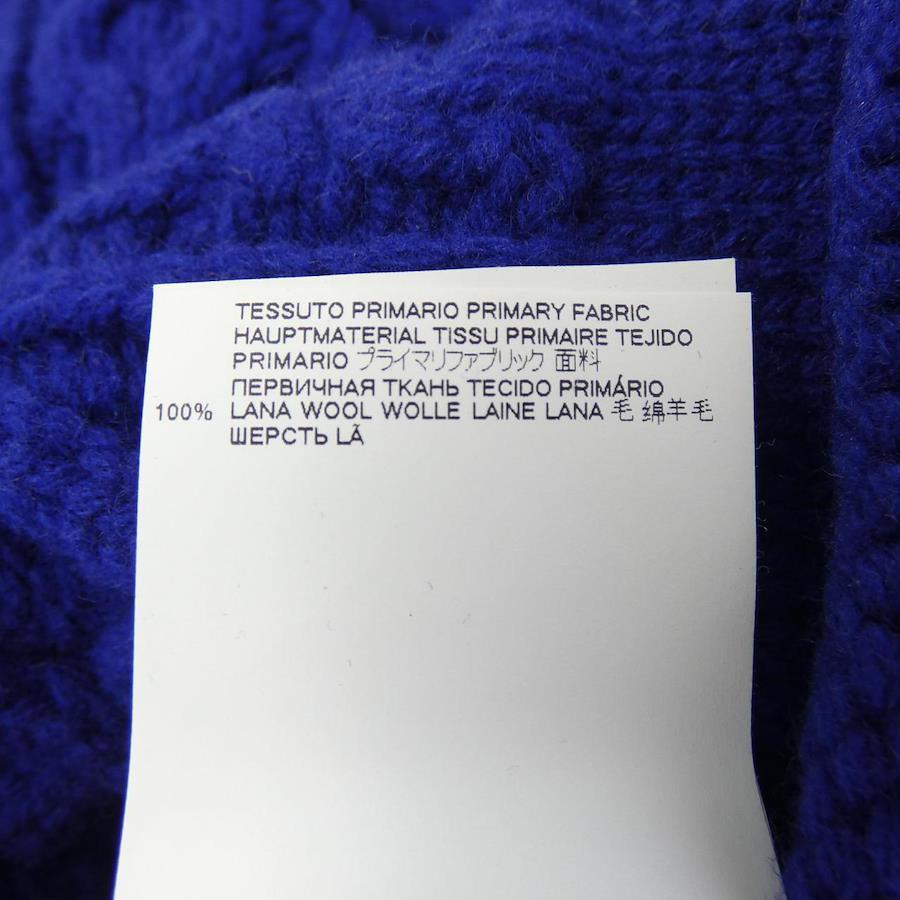 TESSUTO PRIMARIO PRIMARY FABRIC
HAUPTMATERIAL TISSU PRIMAIRE TEJIDO
PRIMARIO プライマリファブリック 面料
ПЕРВИЧНАЯ ТКАНЬ TECIDO PRIMÁRIO
100% LANA WOOL WOLLE LAINE LANA 毛 绵羊毛
ШЕРСТЬ LÃ